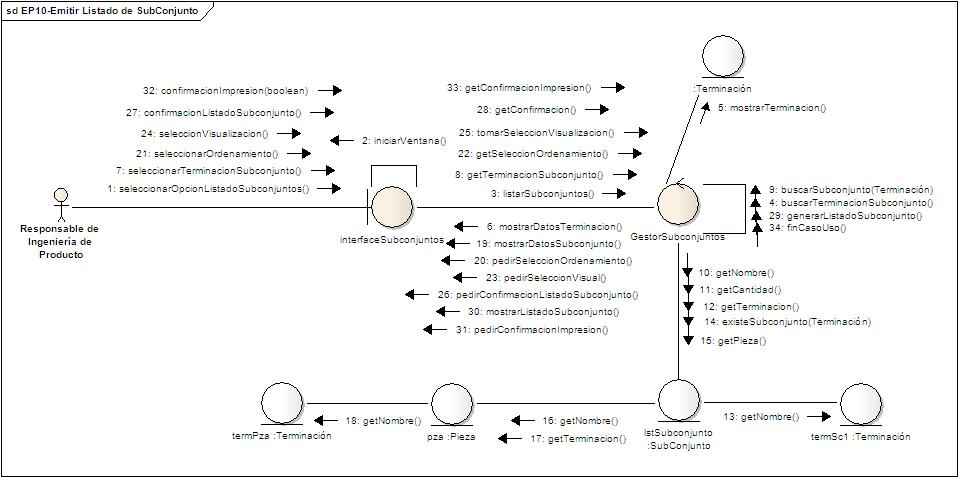 sd EP10-Emitir Listado de SubConjunto
:Terminación
5: mostrarTerminacion()
32: confirmacionImpresion(boolean)
27: confirmacionListadoSubconjunto()
24: seleccionVisualizacion()
21: seleccionarOrdenamiento()
7: seleccionarTerminacionSubconjunto()
1: seleccionarOpcionListadoSubconjuntos()
2: iniciarVentana()
33: getConfirmacionImpresion()
28: getConfirmacion()
25: tomarSeleccionVisualizacion()
22: getSeleccionOrdenamiento()
8: getTerminacionSubconjunto()
3: listarSubconjuntos()
9: buscarSubconjunto(Terminación)
4: buscarTerminacionSubconjunto()
29: generarListadoSubconjunto()
34: finCasoUso()
Responsable de
Ingeniería de
Producto
interfaceSubconjuntos
GestorSubconjuntos
6: mostrarDatosTerminacion()
19: mostrarDatosSubconjunto()
20: pedirSeleccionOrdenamiento()
23: pedirSeleccionVisual()
26: pedirConfirmacionListadoSubconjunto()
30: mostrarListadoSubconjunto()
31: pedirConfirmacionImpresion()
10: getNombre()
11: getCantidad()
12: getTerminacion()
14: existeSubconjunto(Terminación)
15: getPieza()
18: getNombre()
16: getNombre()
17: getTerminacion()
13: getNombre()
termPza :Terminación
pza :Pieza
lstSubconjunto
:SubConjunto
termSc1 :Terminación